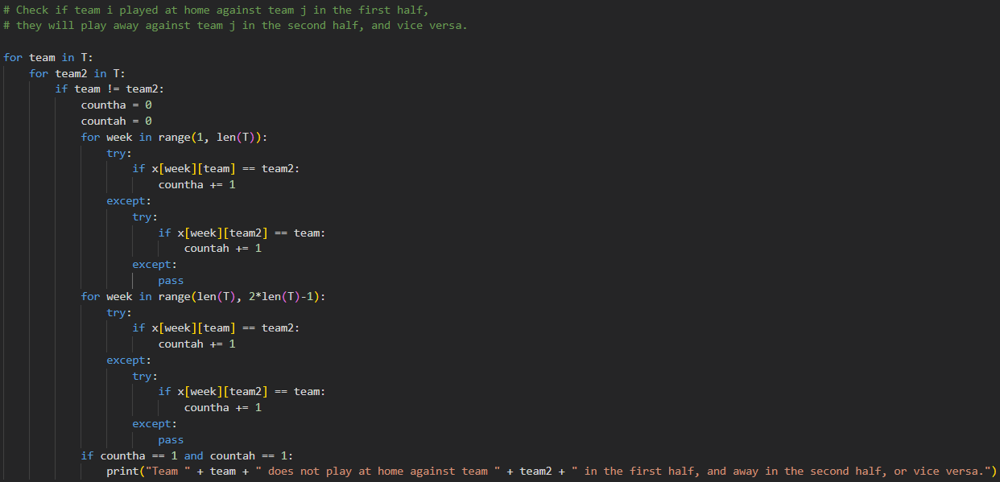 # Check if team i played at home against team j in the first half,
# they will play away against team j in the second half, and vice versa.
for team in T:
    for team2 in T:
        if team != team2:
            countha = 0
            countah = 0
            for week in range(1, len(T)):
                try:
                    if x[week][team] == team2:
                        countha += 1
                except:
                    try:
                        if x[week][team2] == team:
                            countah += 1
                    except:
                        pass
            for week in range(len(T), 2*len(T)-1):
                try:
                    if x[week][team] == team2:
                        countah += 1
                except:
                    try:
                        if x[week][team2] == team:
                            countha += 1
                    except:
                        pass
            if countha == 1 and countah == 1:
                print("Team " + team + " does not play at home against team " + team2 + " in the first half, and away in the second half, or vice versa.")